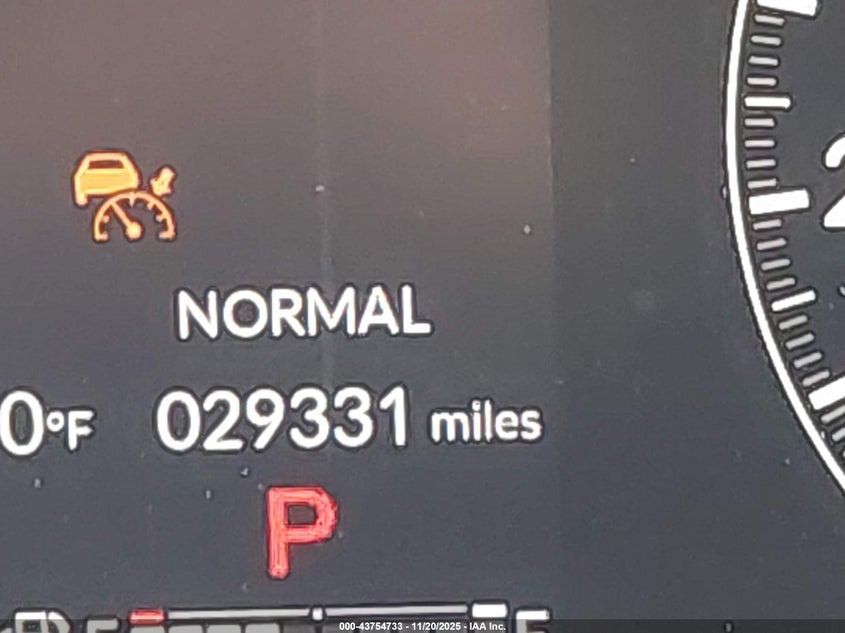 NORMAL
0°F 029331 miles
P
F
000-43754733 - 11/20/2025 - IAA Inc.